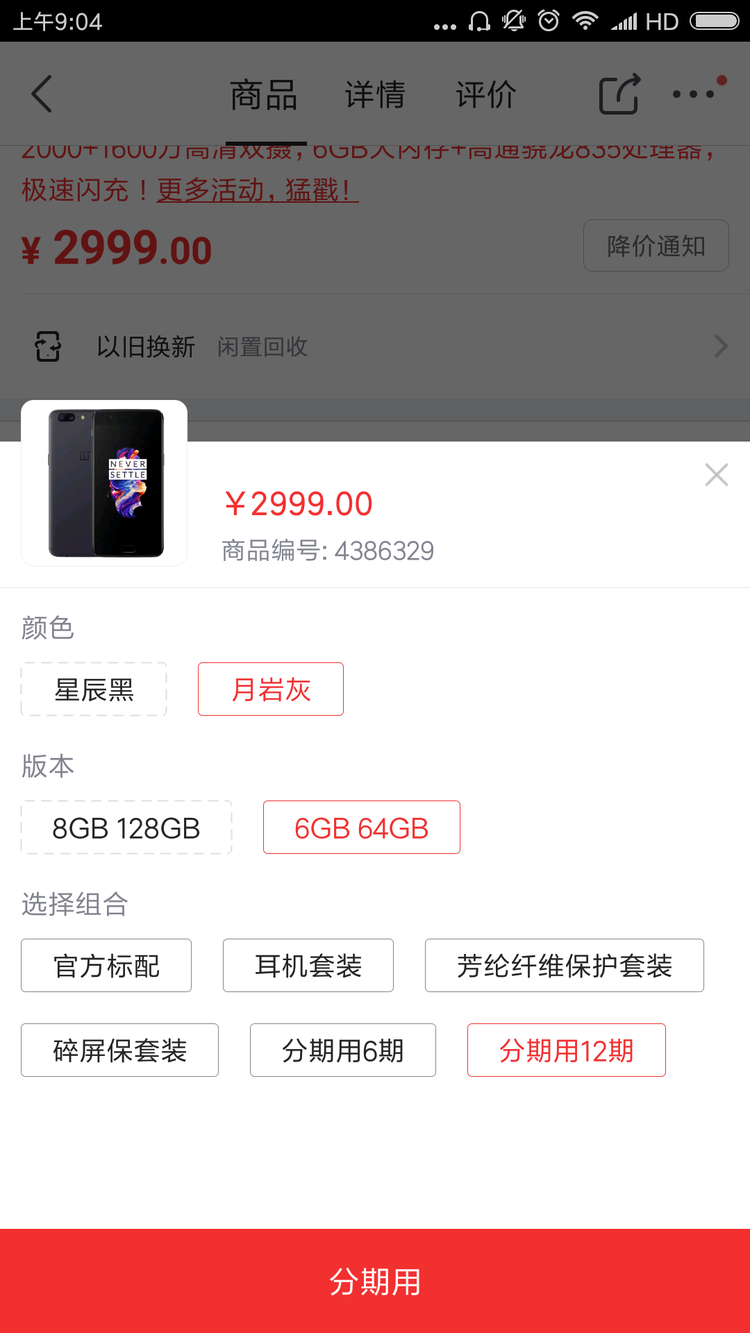 上午9:04
HD
商品 详情 评价
2000+1600万高清双摄，6GB大内存+高通骁龙835处理器，
极速闪充！更多活动，猛戳！
¥ 2999.00
降价通知
以旧换新 闲置回收
NEVER
SETTLE
￥2999.00
商品编号: 4386329
颜色
星辰黑 月岩灰
版本
8GB 128GB 6GB 64GB
选择组合
官方标配 耳机套装 芳纶纤维保护套装
碎屏保套装 分期用6期 分期用12期
分期用